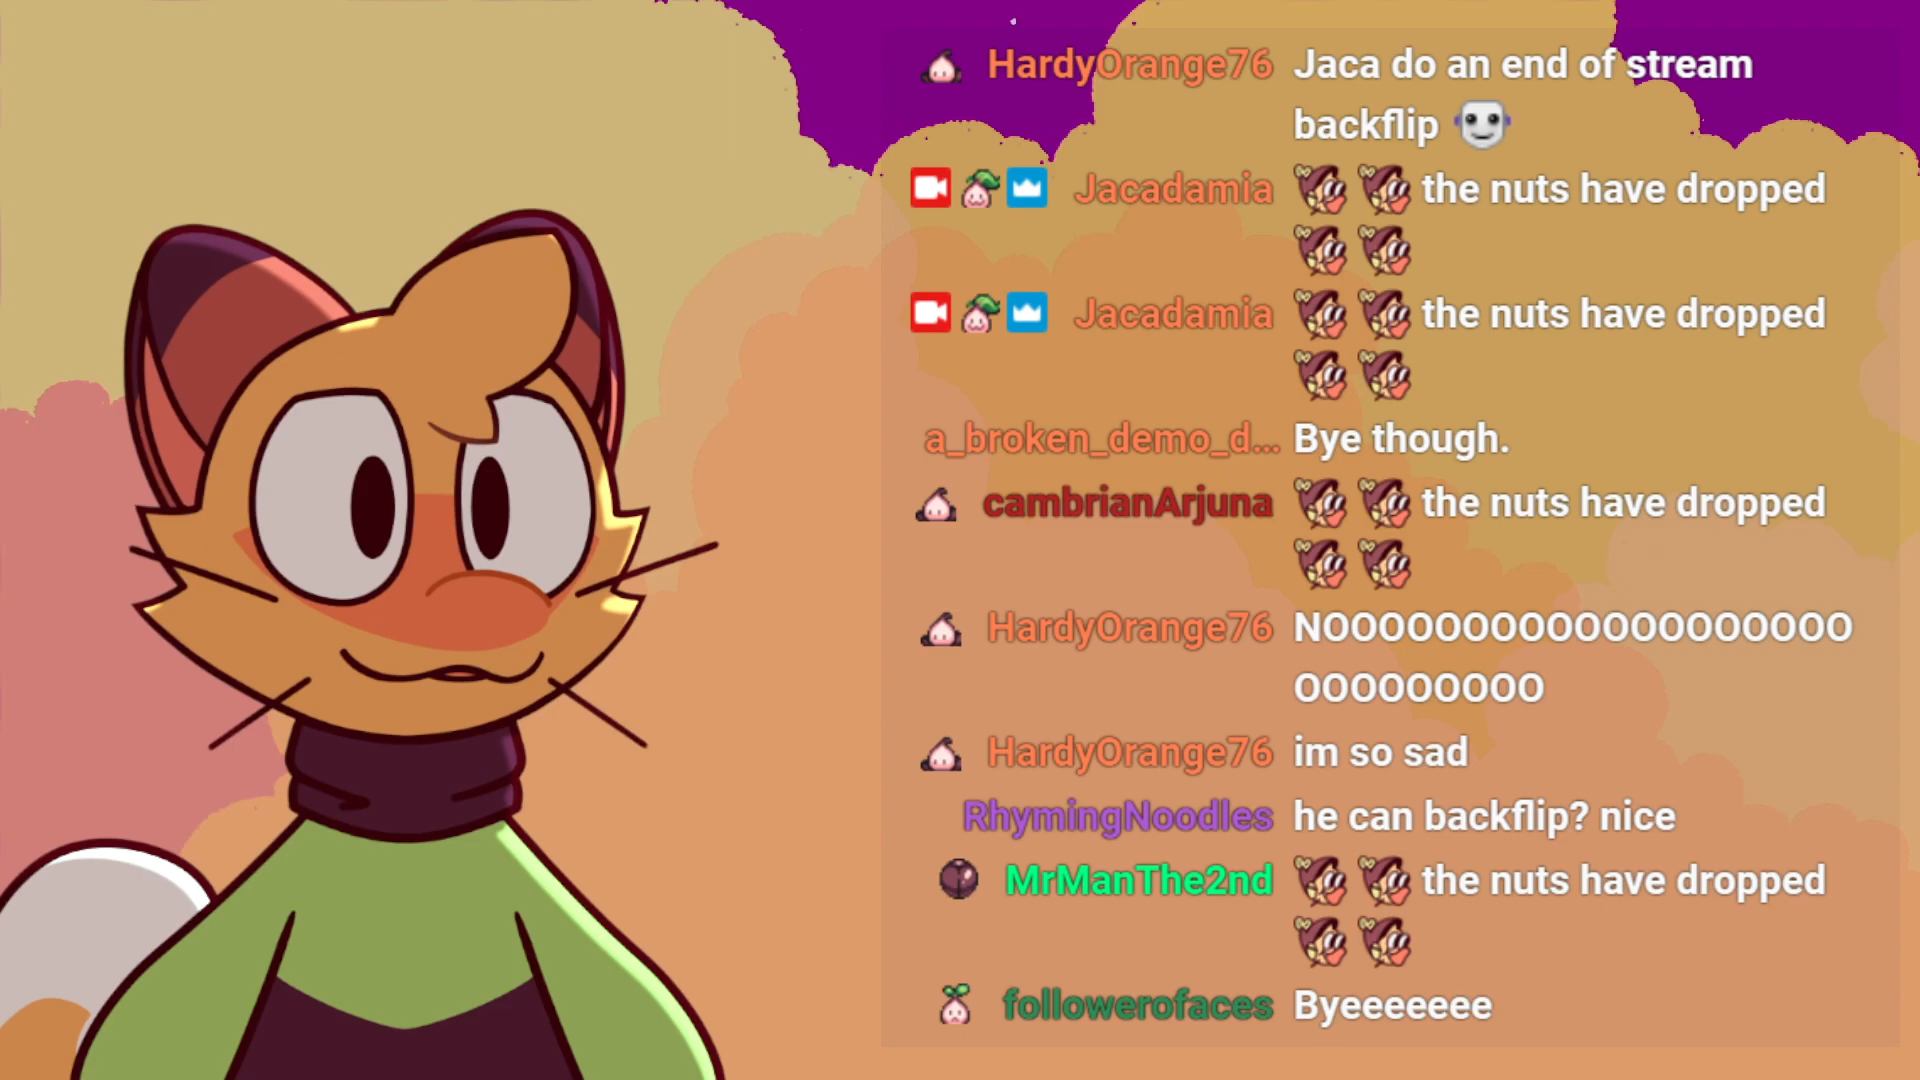 HardyOrange76 Jaca do an end of stream
backflip
Jacadamia the nuts have dropped
Jacadamia the nuts have dropped
a_broken_demo_d... Bye though.
cambrianArjuna the nuts have dropped
HardyOrange76 NOOOOOOOOOOOOOOOOOOO
OOOOOOOOO
HardyOrange76 im so sad
RhymingNoodles he can backflip? nice
MrManThe2nd the nuts have dropped
followerofaces Byeeeeeee